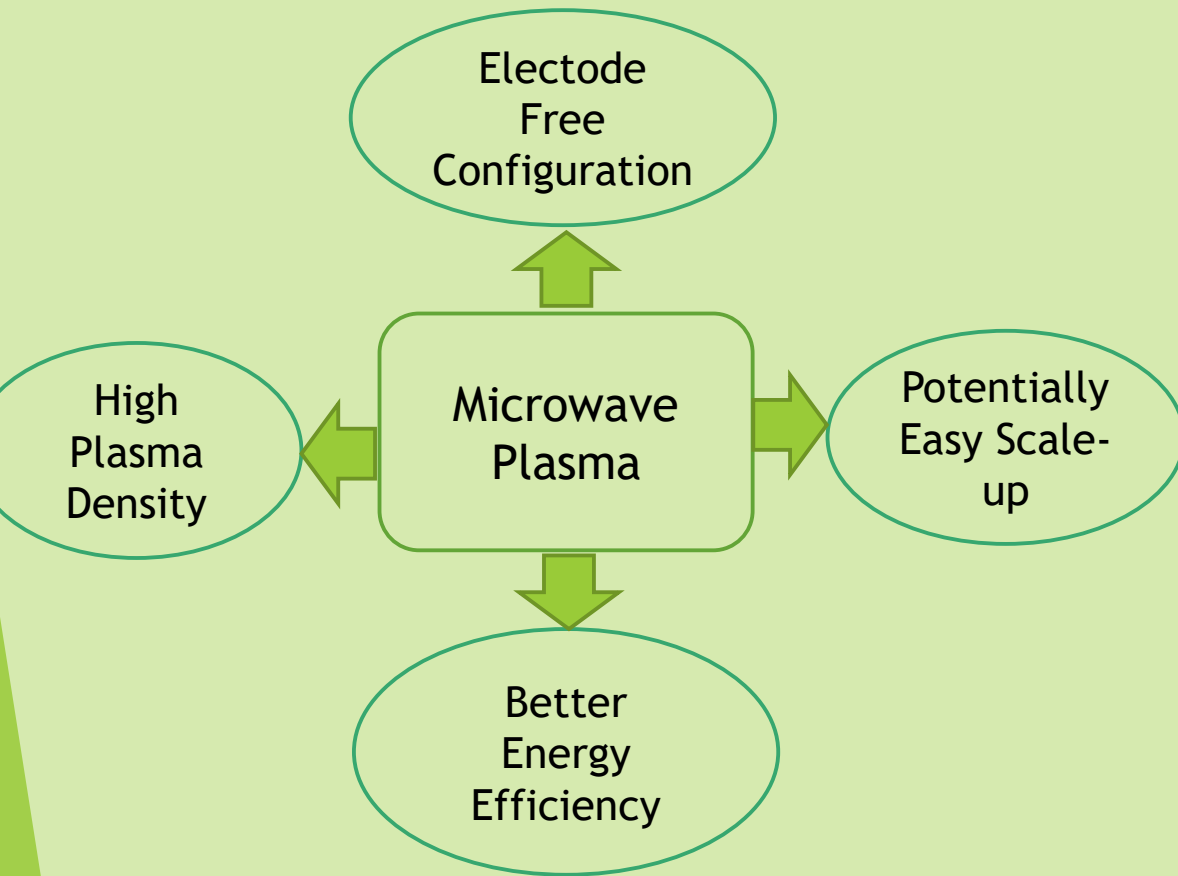 Electode
Free
Configuration
High
Plasma
Density
Microwave
Plasma
Potentially
Easy Scale-
up
Better
Energy
Efficiency